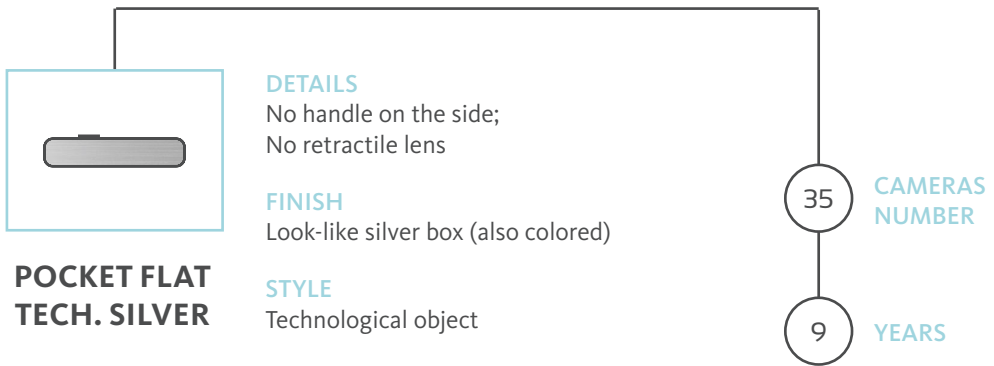 POCKET FLAT
TECH. SILVER
DETAILS
No handle on the side;
No retractile lens
FINISH
Look-like silver box (also colored)
STYLE
Technological object
35
CAMERAS
NUMBER
9
YEARS